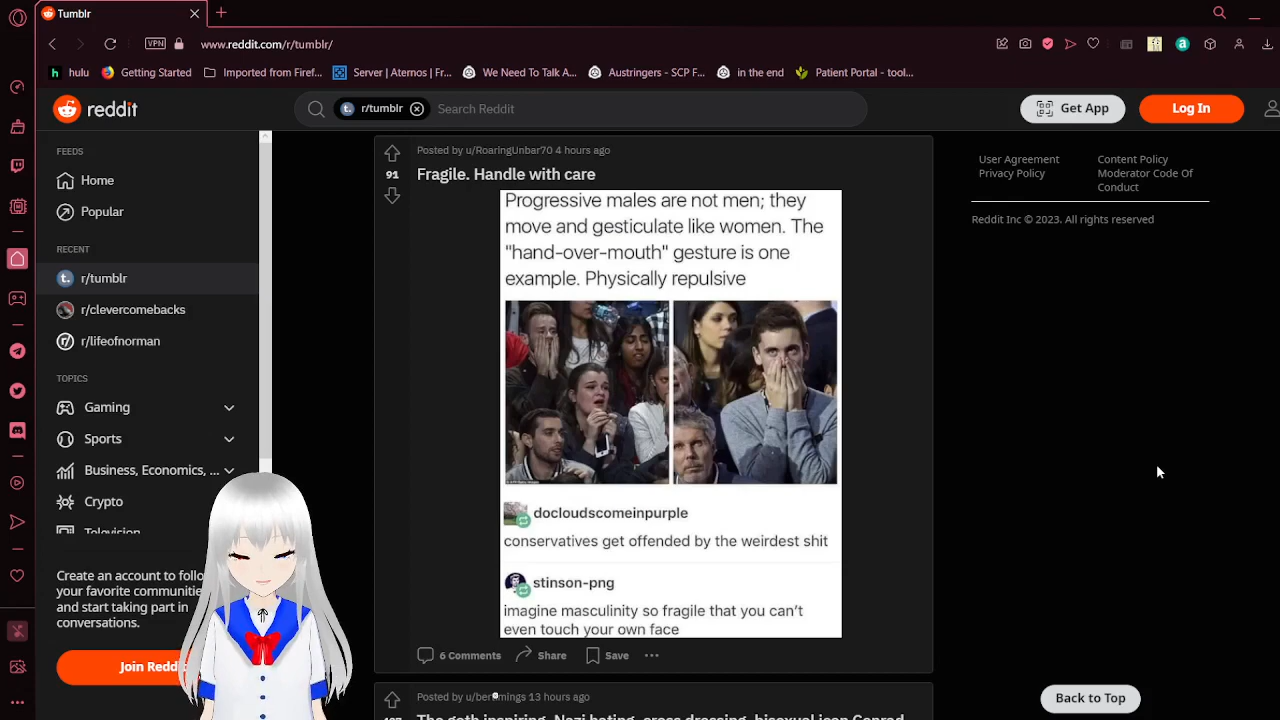 Tumblr
VPN
www.reddit.com/r/tumblr/
hulu
Getting Started
Imported from Firef...
Server | Aternos | Fr...
We Need To Talk A...
Austringers - SCP F...
in the end
Patient Portal - tool...
reddit
r/tumblr
Search Reddit
Get App
Log In
FEEDS
Home
Popular
RECENT
r/tumblr
r/clevercomebacks
r/lifeofnorman
TOPICS
Gaming
Sports
Business, Economics, ...
Crypto
Television
Create an account to follo
your favorite communitie
and start taking part in
conversations.
Join Reddi
Posted by u/RoaringUnbar70 4 hours ago
91
Fragile. Handle with care
Progressive males are not men; they
move and gesticulate like women. The
"hand-over-mouth" gesture is one
example. Physically repulsive
docloudscomeinpurple
conservatives get offended by the weirdest shit
stinson-png
imagine masculinity so fragile that you can't
even touch your own face
6 Comments
Share
Save
Posted by 13 hours ago
The goth inspiring, Nazi hating, cross dressing, bisexual icon Conrad
User Agreement
Privacy Policy
Content Policy
Moderator Code Of
Conduct
Reddit Inc © 2023. All rights reserved
Back to Top